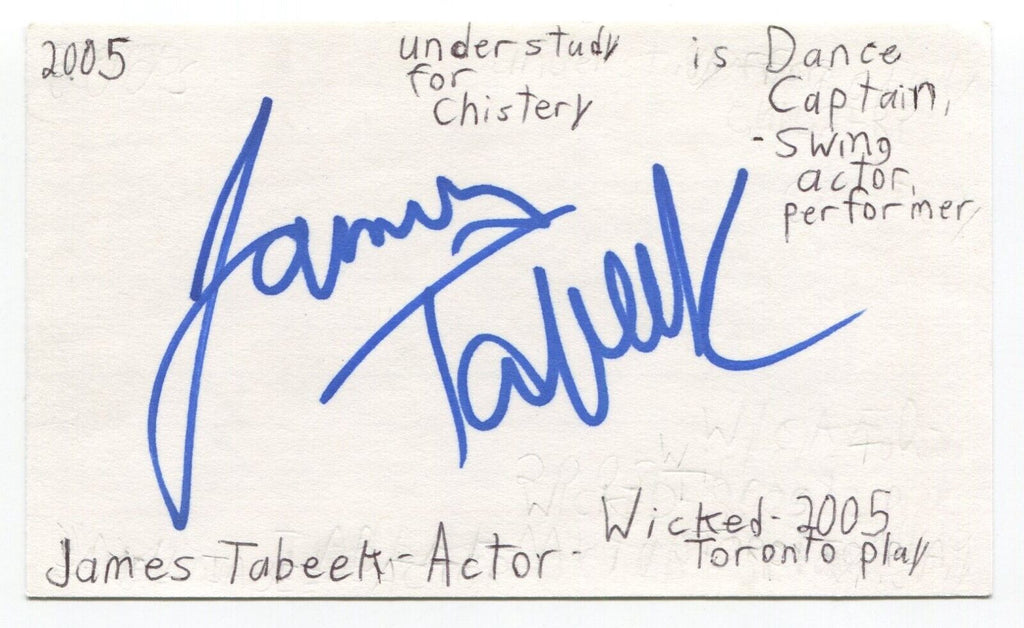 2005
understudy
for
Chistery
is Dance
Captain,
-Swing
actor,
performer
James
Tabeek
Wicked-2005
Toronto play
James Tabeek-Actor-